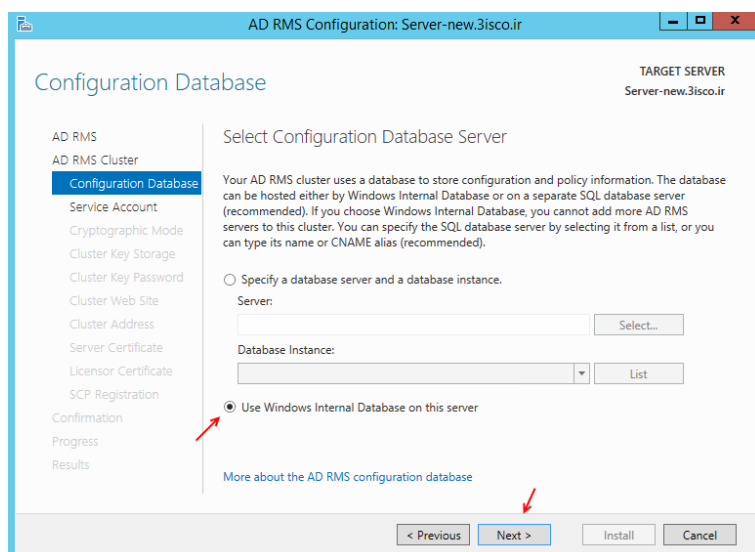 AD RMS Configuration: Server-new.3isco.ir
Configuration Database
TARGET SERVER
Server-new.3isco.ir
AD RMS
AD RMS Cluster
Configuration Database
Service Account
Cryptographic Mode
Cluster Key Storage
Cluster Key Password
Cluster Web Site
Cluster Address
Server Certificate
Licensor Certificate
SCP Registration
Confirmation
Progress
Results
Select Configuration Database Server
Your AD RMS cluster uses a database to store configuration and policy information. The database
can be hosted either by Windows Internal Database or on a separate SQL database server
(recommended). If you choose Windows Internal Database, you cannot add more AD RMS
servers to this cluster. You can specify the SQL database server by selecting it from a list, or you
can type its name or CNAME alias (recommended).
Specify a database server and a database instance.
Server:
Select...
Database Instance:
List
Use Windows Internal Database on this server
More about the AD RMS configuration database
< Previous
Next >
Install
Cancel